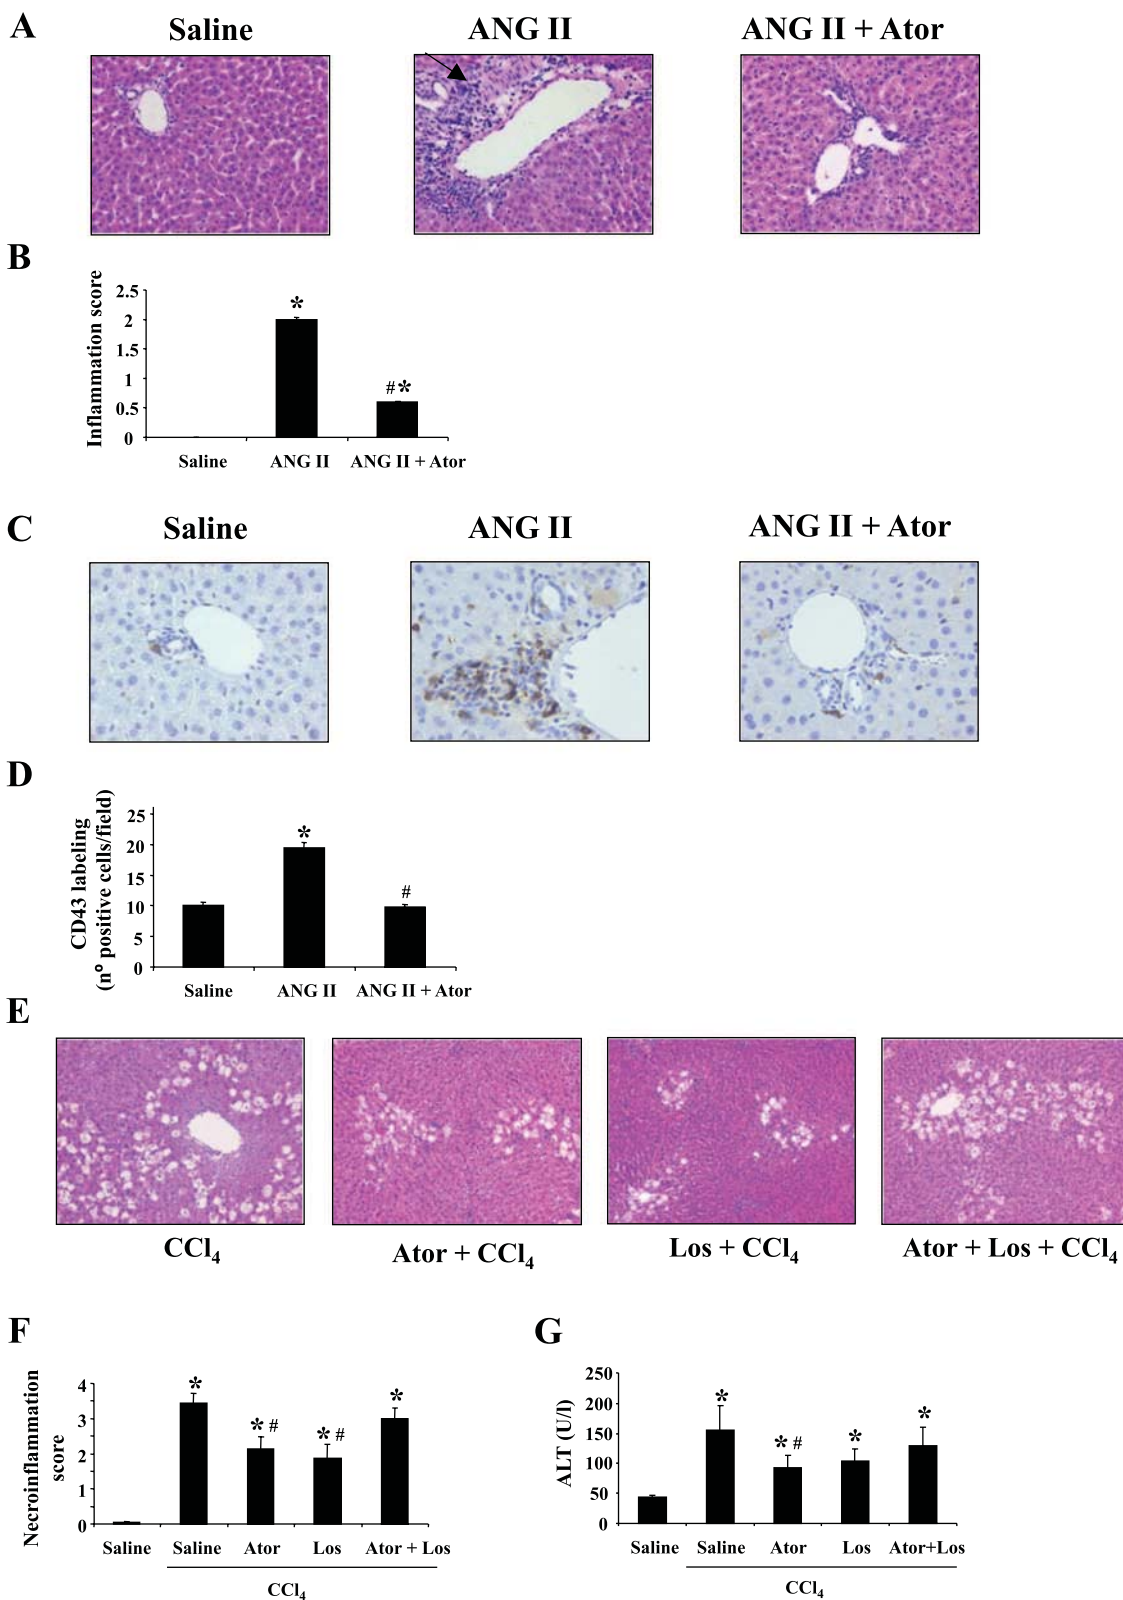 A
Saline
ANG II
ANG II + Ator
B
Inflammation score
2.5
2
1.5
1
0.5
0
*
#*
Saline
ANG II
ANG II + Ator
C
Saline
ANG II
ANG II + Ator
D
CD43 labeling
(nº positive cells/field)
25
20
15
10
5
0
*
#
Saline
ANG II
ANG II + Ator
E
CCl₄
Ator + CCl₄
Los + CCl₄
Ator + Los + CCl₄
F
Necroinflammation
score
4
3
2
1
0
*
* #
* #
*
Saline
Saline
Ator
Los
Ator + Los
CCl₄
G
ALT (U/l)
250
200
150
100
50
0
*
* #
*
*
Saline
Saline
Ator
Los
Ator+Los
CCl₄